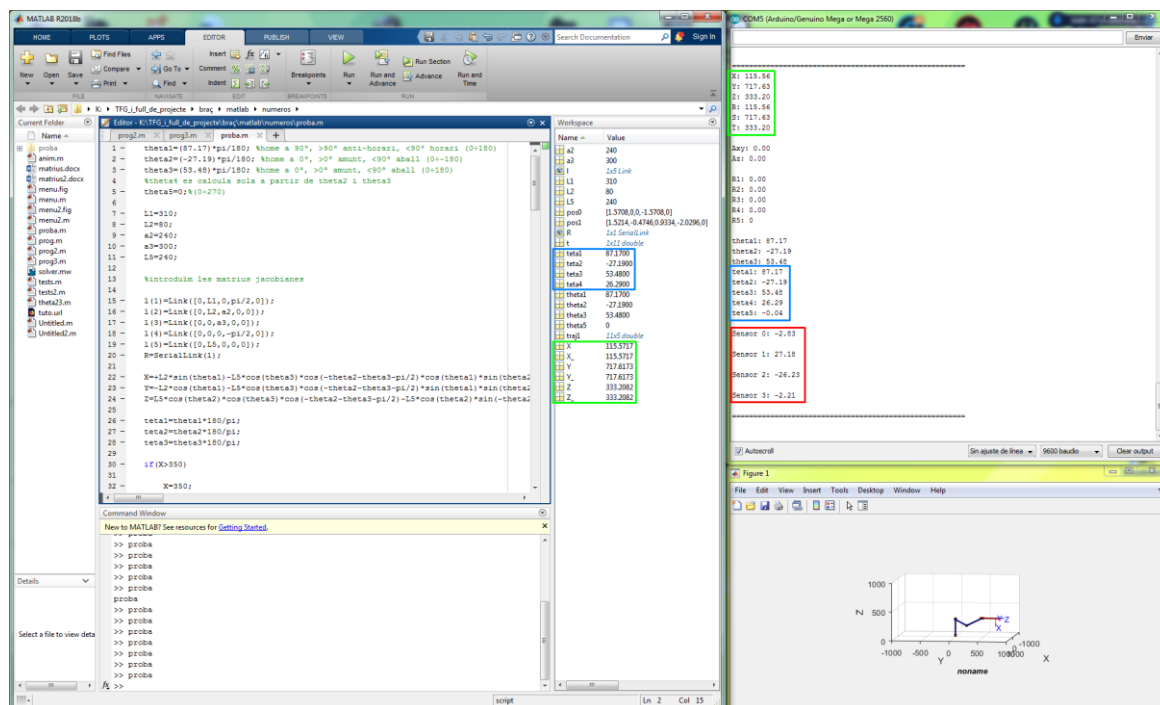 MATLAB R2018b
HOME PLOTS APPS EDITOR PUBLISH VIEW Search Documentation Sign In
New Open Save Find Files Compare Print Go To Find Insert Comment Indent Breakpoints Run Run and Advance Run Section Advance Run and Time
FILE NAVIGATE EDIT BREAKPOINTS RUN
K: ▸ TFG_i_full_de_projecte ▸ braç ▸ matlab ▸ numeros ▸
Current Folder
Name
proba
anim.m
matrius.docx
matrius2.docx
menu.fig
menu.m
menu2.fig
menu2.m
proba.m
prog.m
prog2.m
prog3.m
solver.mw
tests.m
tests2.m
theta23.m
tuto.url
Untitled.m
Untitled2.m
Details
Select a file to view deta
Editor - K:\TFG_i_full_de_projecte\braç\matlab\numeros\proba.m
prog2.m prog3.m proba.m
1 - theta1=(87.17)*pi/180; %home a 90°, >90° anti-horari, <90° horari (0÷180)
2 - theta2=(-27.19)*pi/180; %home a 0°, >0° amunt, <90° aball (0÷-180)
3 - theta3=(53.48)*pi/180; %home a 0°, >0° amunt, <90° aball (0÷180)
4 %theta4 es calcula sola a partir de theta2 i theta3
5 - theta5=0;%(0÷270)
6
7 - L1=310;
8 - L2=80;
9 - a2=240;
10 - a3=300;
11 - L5=240;
12
13 %introduim les matrius jacobianes
14
15 - l(1)=Link([0,L1,0,pi/2,0]);
16 - l(2)=Link([0,L2,a2,0,0]);
17 - l(3)=Link([0,0,a3,0,0]);
18 - l(4)=Link([0,0,0,-pi/2,0]);
19 - l(5)=Link([0,L5,0,0,0]);
20 - R=SerialLink(l);
21
22 - X=+L2*sin(theta1)-L5*cos(theta3)*cos(-theta2-theta3-pi/2)*cos(theta1)*sin(theta2
23 - Y=-L2*cos(theta1)-L5*cos(theta3)*cos(-theta2-theta3-pi/2)*sin(theta1)*sin(thet
24 - Z=L5*cos(theta2)*cos(theta3)*cos(-theta2-theta3-pi/2)-L5*cos(theta2)*sin(-thet
25
26 - teta1=theta1*180/pi;
27 - teta2=theta2*180/pi;
28 - teta3=theta3*180/pi;
29
30 - if(X>350)
31
32 - X=350;
Command Window
New to MATLAB? See resources for Getting Started.
>> proba
>> proba
>> proba
>> proba
>> proba
proba
>> proba
>> proba
>> proba
>> proba
>> proba
>> proba
>> proba
fx >>
Workspace
Name Value
a2 240
a3 300
l 1x5 Link
L1 310
L2 80
L5 240
pos0 [1.5708,0,0,-1.5708,0]
pos1 [1.5214,-0.4746,0.9334,-2.0296,0]
R 1x1 SerialLink
t 1x11 double
teta1 87.1700
teta2 -27.1900
teta3 53.4800
teta4 26.2900
theta1 87.1700
theta2 -27.1900
theta3 53.4800
theta5 0
traj1 11x5 double
X 115.5717
X_ 115.5717
Y 717.6173
Y_ 717.6173
Z 333.2082
Z_ 333.2082
script Ln 2 Col 15
COM5 (Arduino/Genuino Mega or Mega 2560)
Enviar
X: 115.56
Y: 717.63
Z: 333.20
R: 115.56
S: 717.63
T: 333.20
Axy: 0.00
Az: 0.00
R1: 0.00
R2: 0.00
R3: 0.00
R4: 0.00
R5: 0
theta1: 87.17
theta2: -27.19
theta3: 53.48
teta1: 87.17
teta2: -27.19
teta3: 53.48
teta4: 26.29
teta5: -0.04
Sensor 0: -2.83
Sensor 1: 27.18
Sensor 2: -26.23
Sensor 3: -2.21
Autoscroll Sin ajuste de línea 9600 baudio Clear output
Figure 1
File Edit View Insert Tools Desktop Window Help
1000
Z 500
0
-1000 -500 0 500
-1000
Y X
Z
X
noname